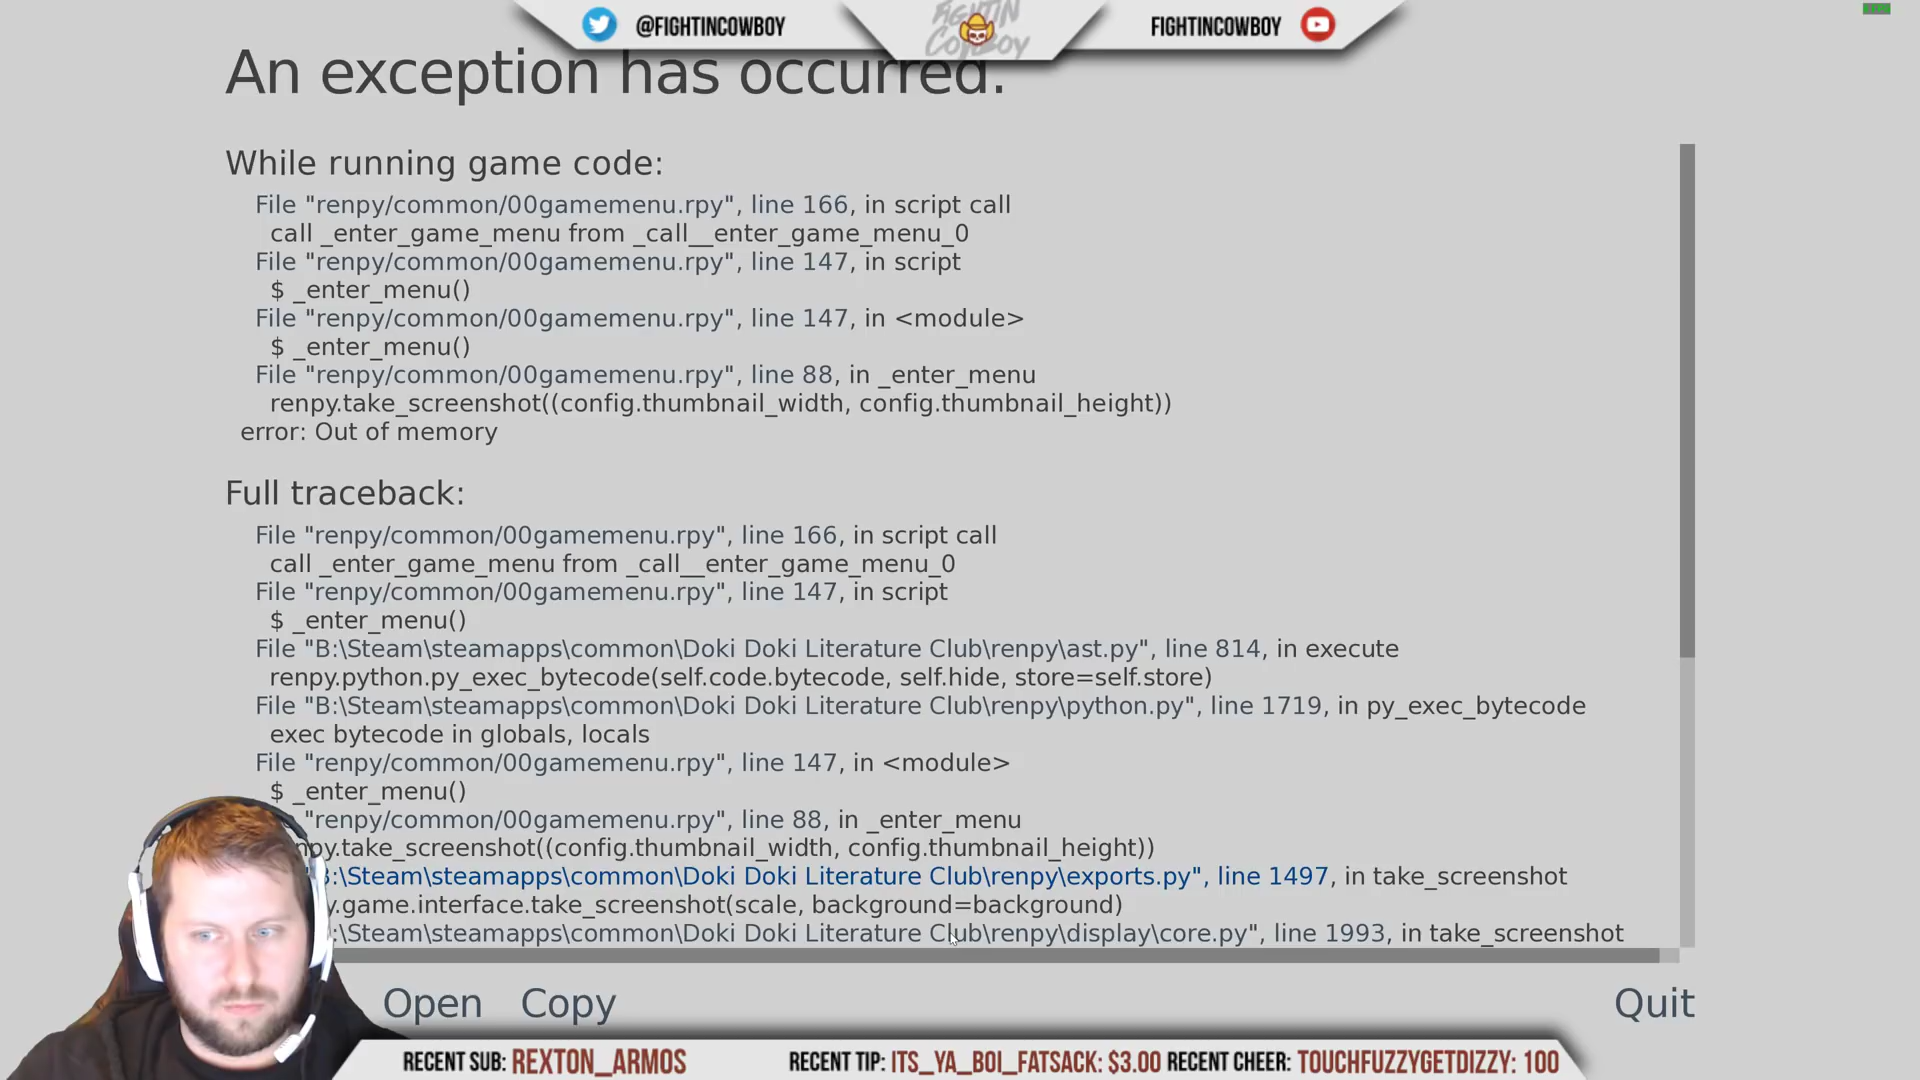 @FIGHTINCOWBOY
FIGHTIN COWBOY
FIGHTINCOWBOY
An exception has occurred.
While running game code:
File "renpy/common/00gamemenu.rpy", line 166, in script call
call _enter_game_menu from _call__enter_game_menu_0
File "renpy/common/00gamemenu.rpy", line 147, in script
$ _enter_menu()
File "renpy/common/00gamemenu.rpy", line 147, in <module>
$ _enter_menu()
File "renpy/common/00gamemenu.rpy", line 88, in _enter_menu
renpy.take_screenshot((config.thumbnail_width, config.thumbnail_height))
error: Out of memory
Full traceback:
File "renpy/common/00gamemenu.rpy", line 166, in script call
call _enter_game_menu from _call__enter_game_menu_0
File "renpy/common/00gamemenu.rpy", line 147, in script
$ _enter_menu()
File "B:\Steam\steamapps\common\Doki Doki Literature Club\renpy\ast.py", line 814, in execute
renpy.python.py_exec_bytecode(self.code.bytecode, self.hide, store=self.store)
File "B:\Steam\steamapps\common\Doki Doki Literature Club\renpy\python.py", line 1719, in py_exec_bytecode
exec bytecode in globals, locals
File "renpy/common/00gamemenu.rpy", line 147, in <module>
$ _enter_menu()
"renpy/common/00gamemenu.rpy", line 88, in _enter_menu
npy.take_screenshot((config.thumbnail_width, config.thumbnail_height))
:\Steam\steamapps\common\Doki Doki Literature Club\renpy\exports.py", line 1497, in take_screenshot
y.game.interface.take_screenshot(scale, background=background)
:\Steam\steamapps\common\Doki Doki Literature Club\renpy\display\core.py", line 1993, in take_screenshot
Open Copy Quit
RECENT SUB: REXTON_ARMOS RECENT TIP: ITS_YA_BOI_FATSACK: $3.00 RECENT CHEER: TOUCHFUZZYGETDIZZY: 100